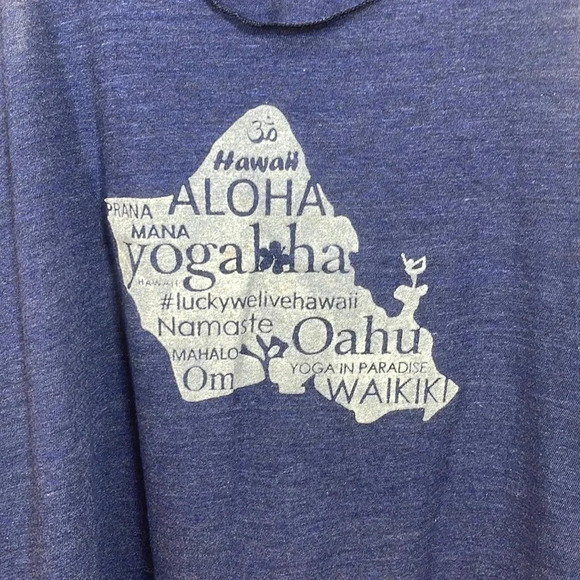 ॐ
Hawaii
ALOHA
PRANA
MANA
yogaloha
HAWAII
#luckywelivehawaii
Namaste
Oahu
MAHALO
YOGA IN PARADISE
Om
WAIKIKI